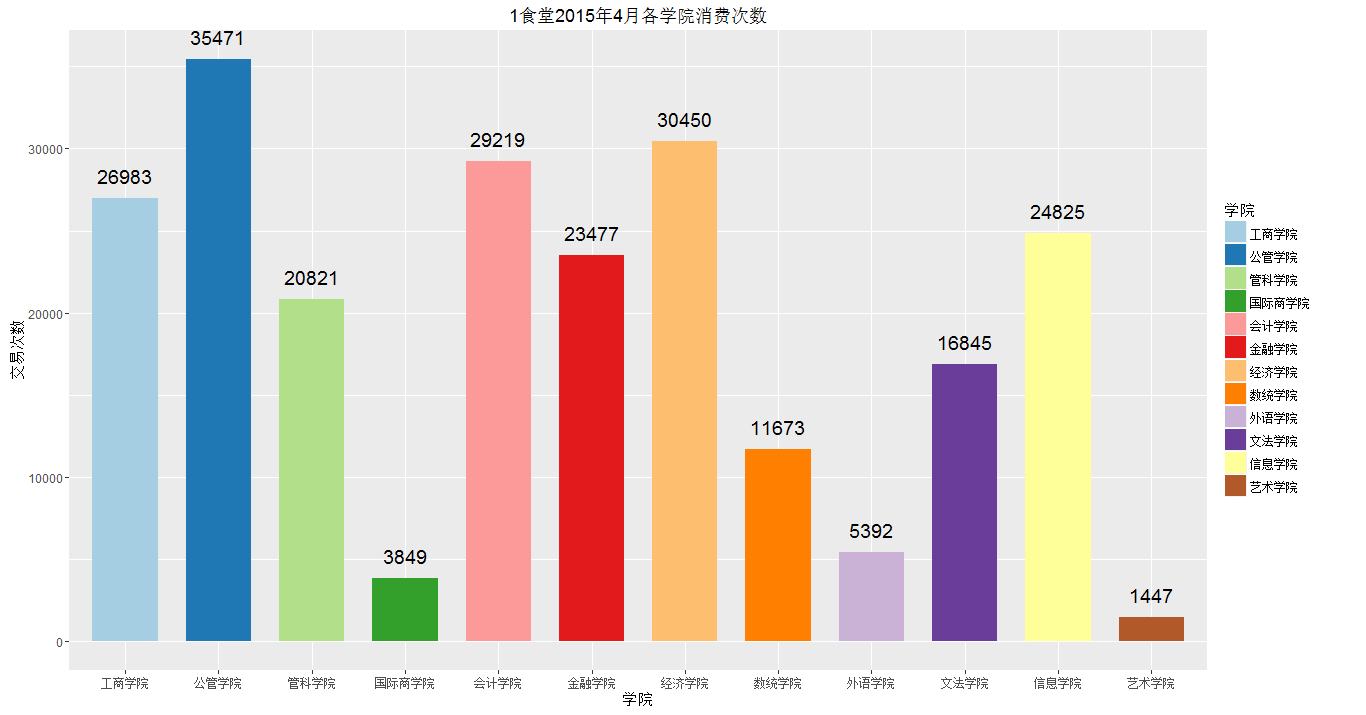 1食堂2015年4月各学院消费次数
交易次数
30000
20000
10000
0
26983
35471
20821
3849
29219
23477
30450
11673
5392
16845
24825
1447
工商学院 公管学院 管科学院 国际商学院 会计学院 金融学院 经济学院 数统学院 外语学院 文法学院 信息学院 艺术学院
学院
学院
工商学院
公管学院
管科学院
国际商学院
会计学院
金融学院
经济学院
数统学院
外语学院
文法学院
信息学院
艺术学院